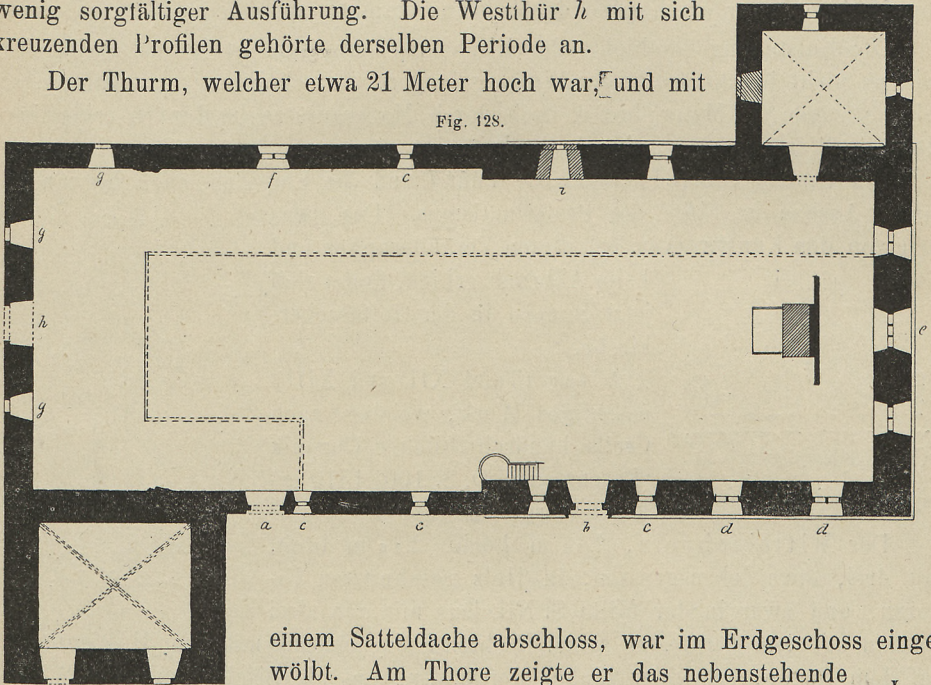 wenig sorgfältiger Ausführung. Die Westthür h mit sich
kreuzenden Profilen gehörte derselben Periode an.
Der Thurm, welcher etwa 21 Meter hoch war, und mit
Fig. 128.
g f c i
g
h e
g
a c c b c d d
einem Satteldache abschloss, war im Erdgeschoss einge
wölbt. Am Thore zeigte er das nebenstehende